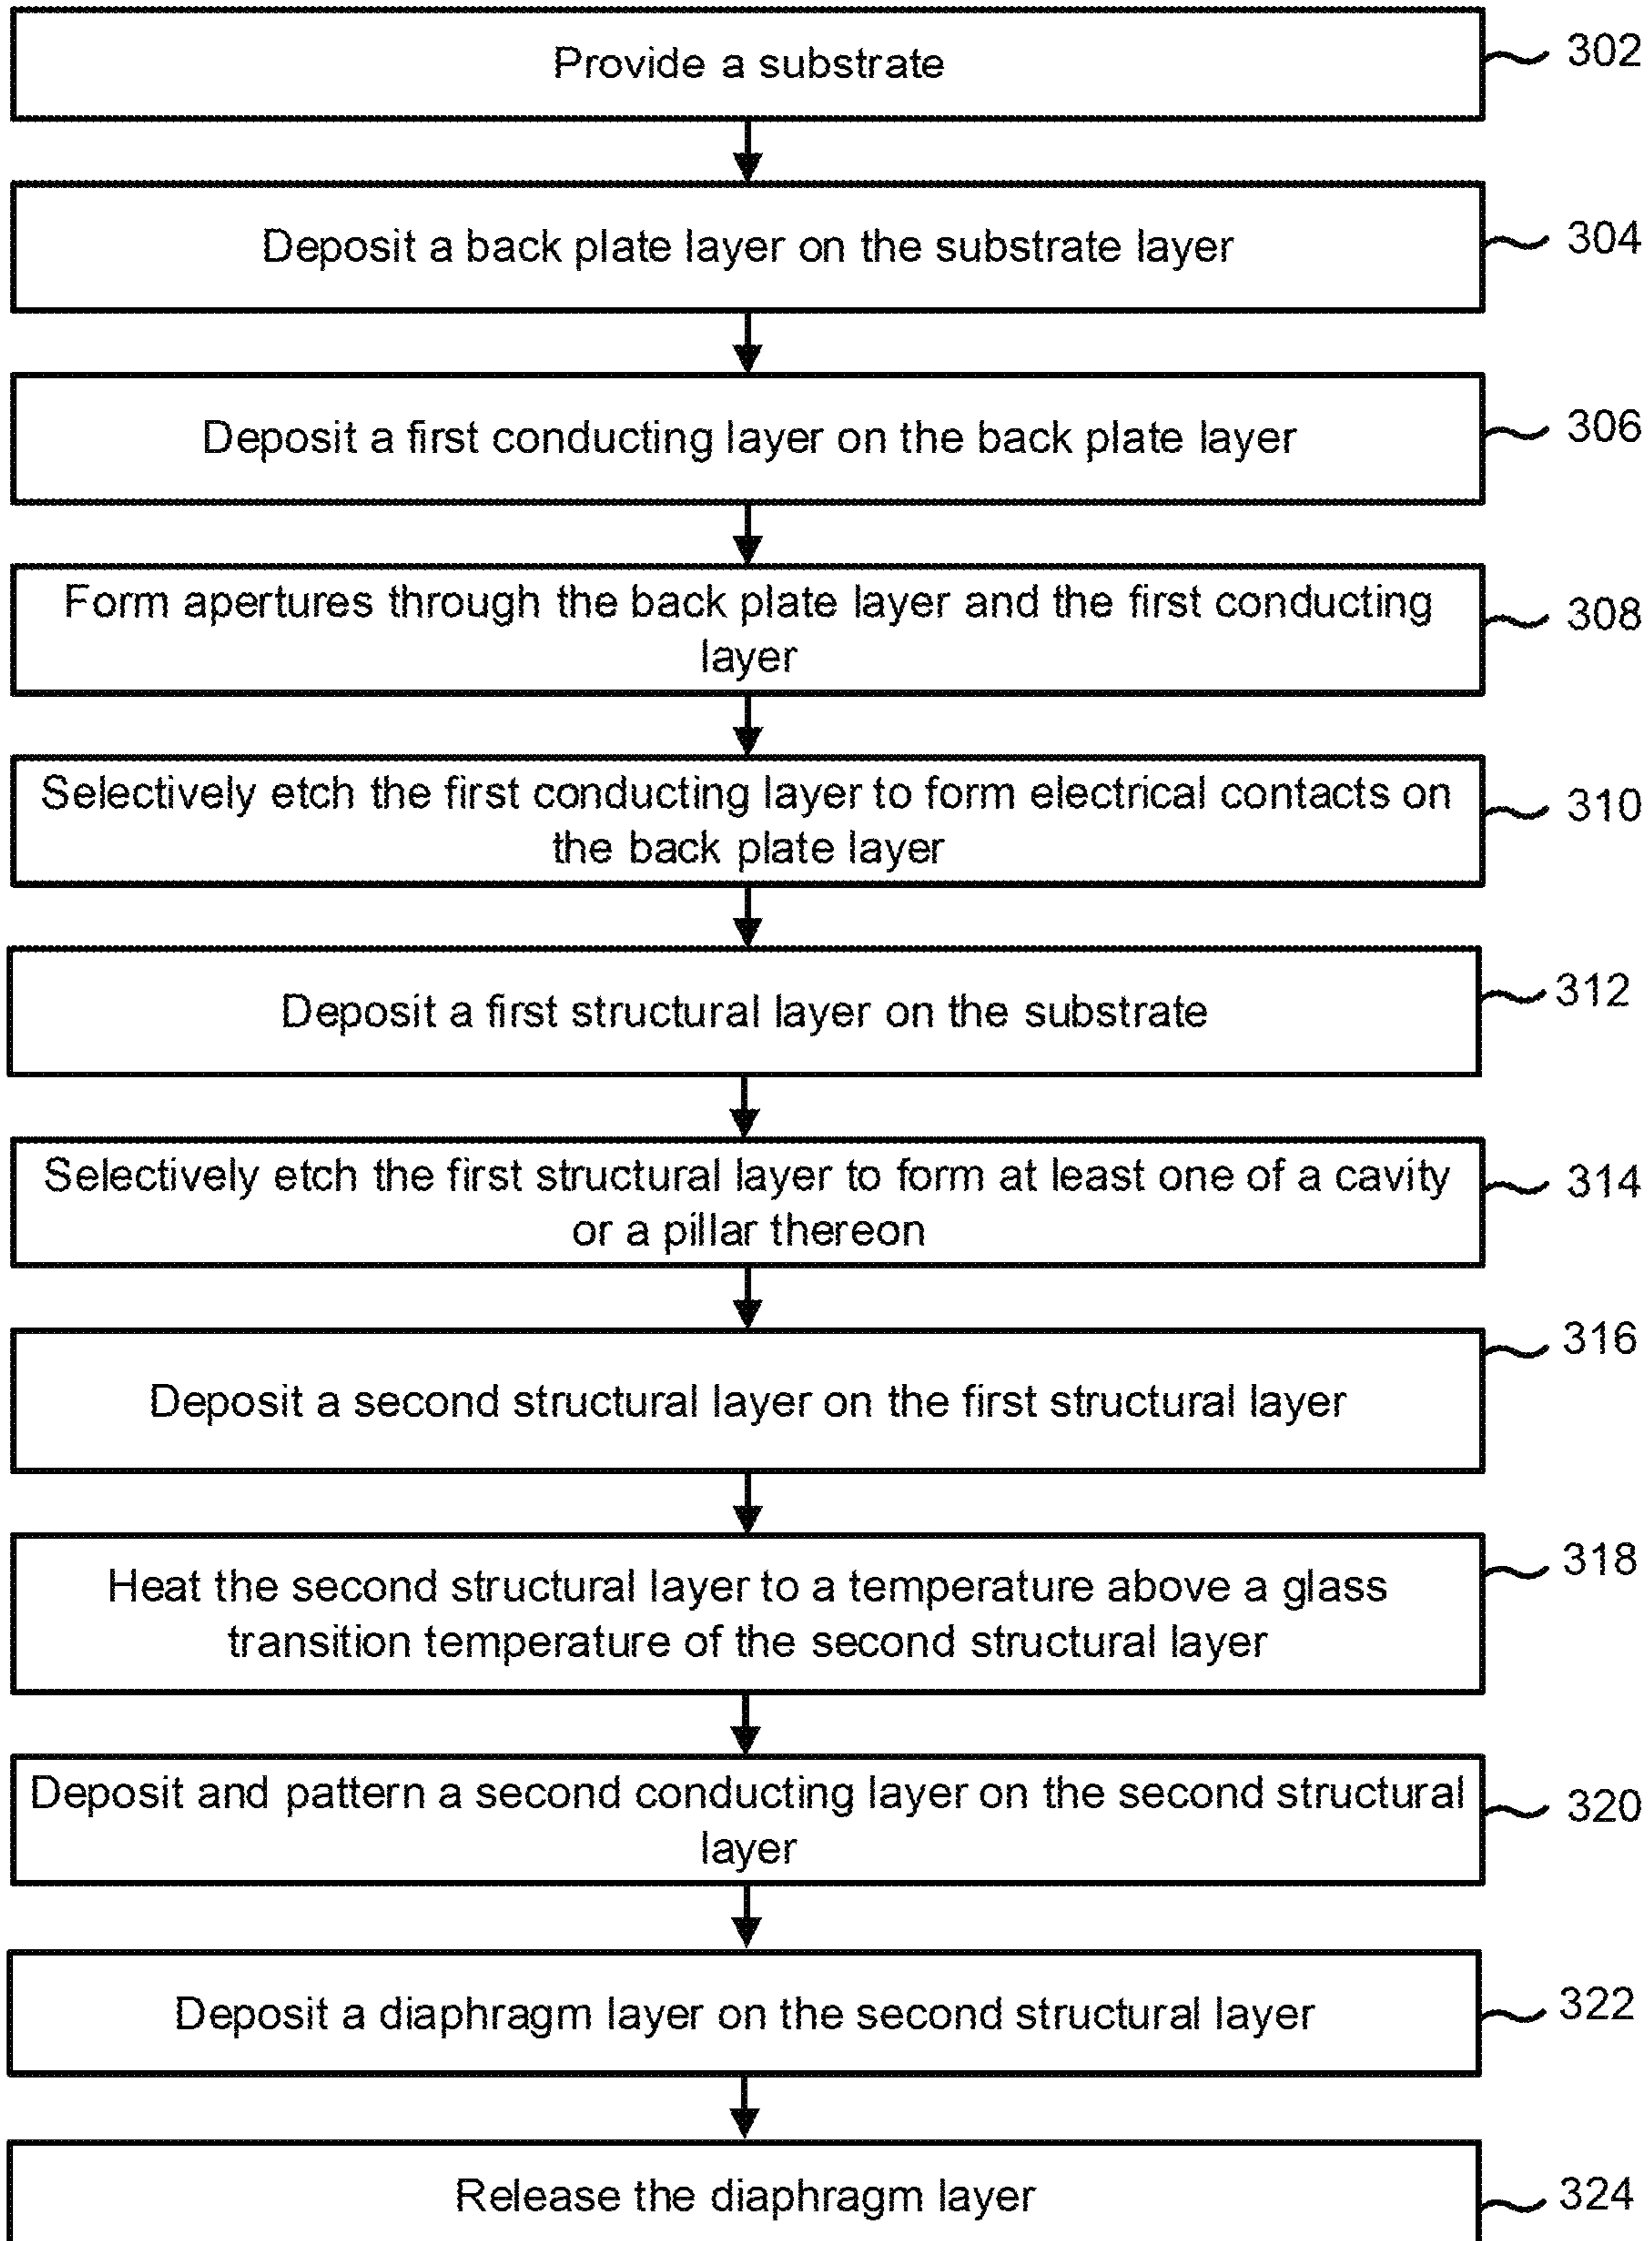 Provide a substrate
302
Deposit a back plate layer on the substrate layer
304
Deposit a first conducting layer on the back plate layer
306
Form apertures through the back plate layer and the first conducting
layer
308
Selectively etch the first conducting layer to form electrical contacts on
the back plate layer
310
Deposit a first structural layer on the substrate
312
Selectively etch the first structural layer to form at least one of a cavity
or a pillar thereon
314
Deposit a second structural layer on the first structural layer
316
Heat the second structural layer to a temperature above a glass
transition temperature of the second structural layer
318
Deposit and pattern a second conducting layer on the second structural
layer
320
Deposit a diaphragm layer on the second structural layer
322
Release the diaphragm layer
324